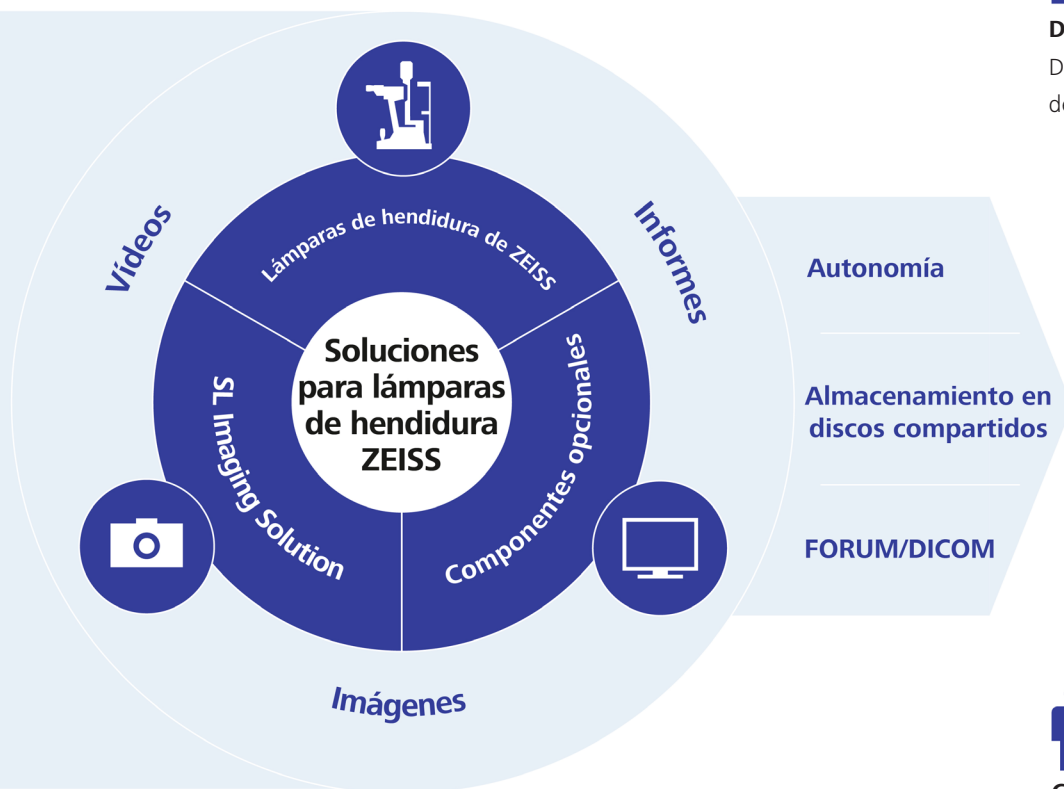 Lámparas de hendidura de ZEISS
Vídeos
Informes
Soluciones
para lámparas
de hendidura
ZEISS
SL Imaging Solution
Componentes opcionales
Imágenes
Autonomía
Almacenamiento en
discos compartidos
FORUM/DICOM